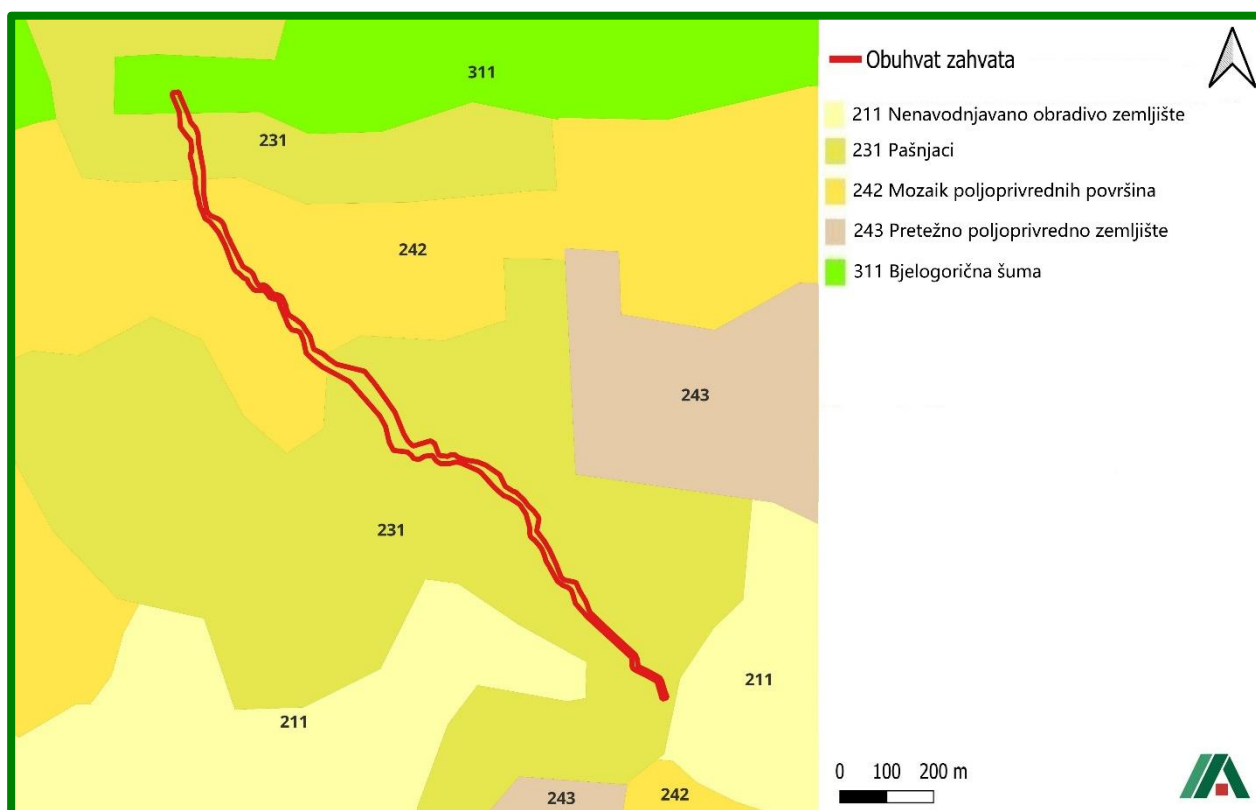 311
231
242
243
231
211
211
243
242
Obuhvat zahvata
211 Nenavodnjavano obradivo zemljište
231 Pašnjaci
242 Mozaik poljoprivrednih površina
243 Pretežno poljoprivredno zemljište
311 Bjelogorična šuma
0 100 200 m